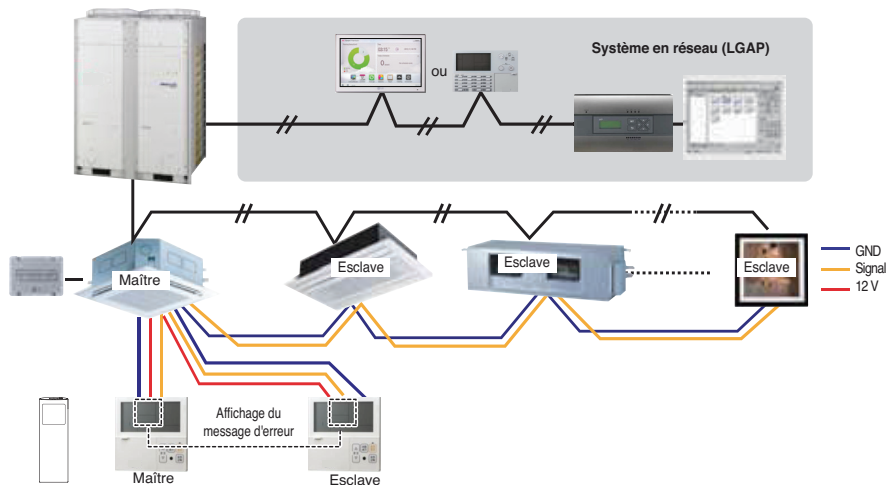 Système en réseau (LGAP)
ou
Maître
Esclave
Esclave
Esclave
GND
Signal
12 V
Affichage du
message d'erreur
Maître
Esclave